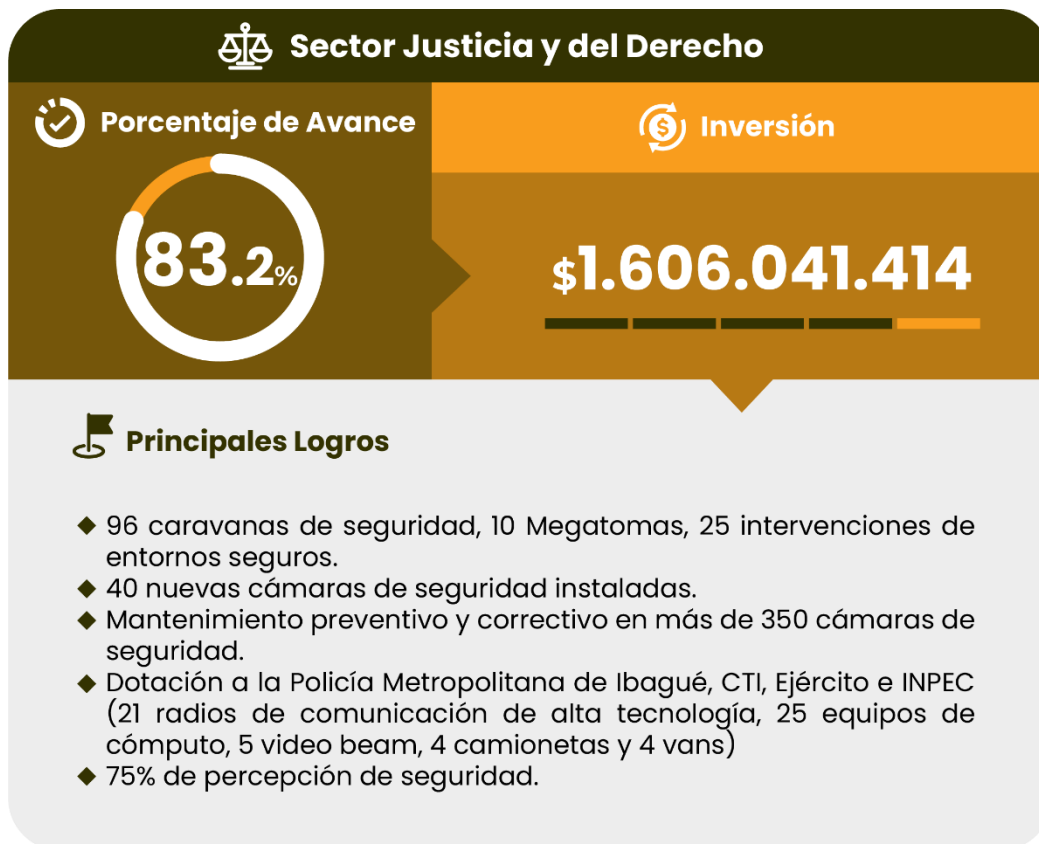 Sector Justicia y del Derecho
Porcentaje de Avance
Inversión
83.2%
$1.606.041.414
Principales Logros
◆ 96 caravanas de seguridad, 10 Megatomas, 25 intervenciones de
entornos seguros.
◆ 40 nuevas cámaras de seguridad instaladas.
◆ Mantenimiento preventivo y correctivo en más de 350 cámaras de
seguridad.
◆ Dotación a la Policía Metropolitana de Ibagué, CTI, Ejército e INPEC
(21 radios de comunicación de alta tecnología, 25 equipos de
cómputo, 5 video beam, 4 camionetas y 4 vans)
◆ 75% de percepción de seguridad.